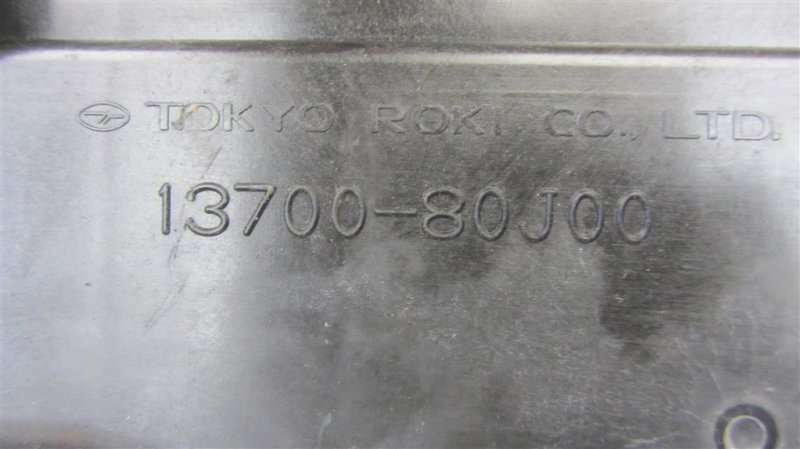 TOKYO ROKI CO., LTD.
13700-80J00